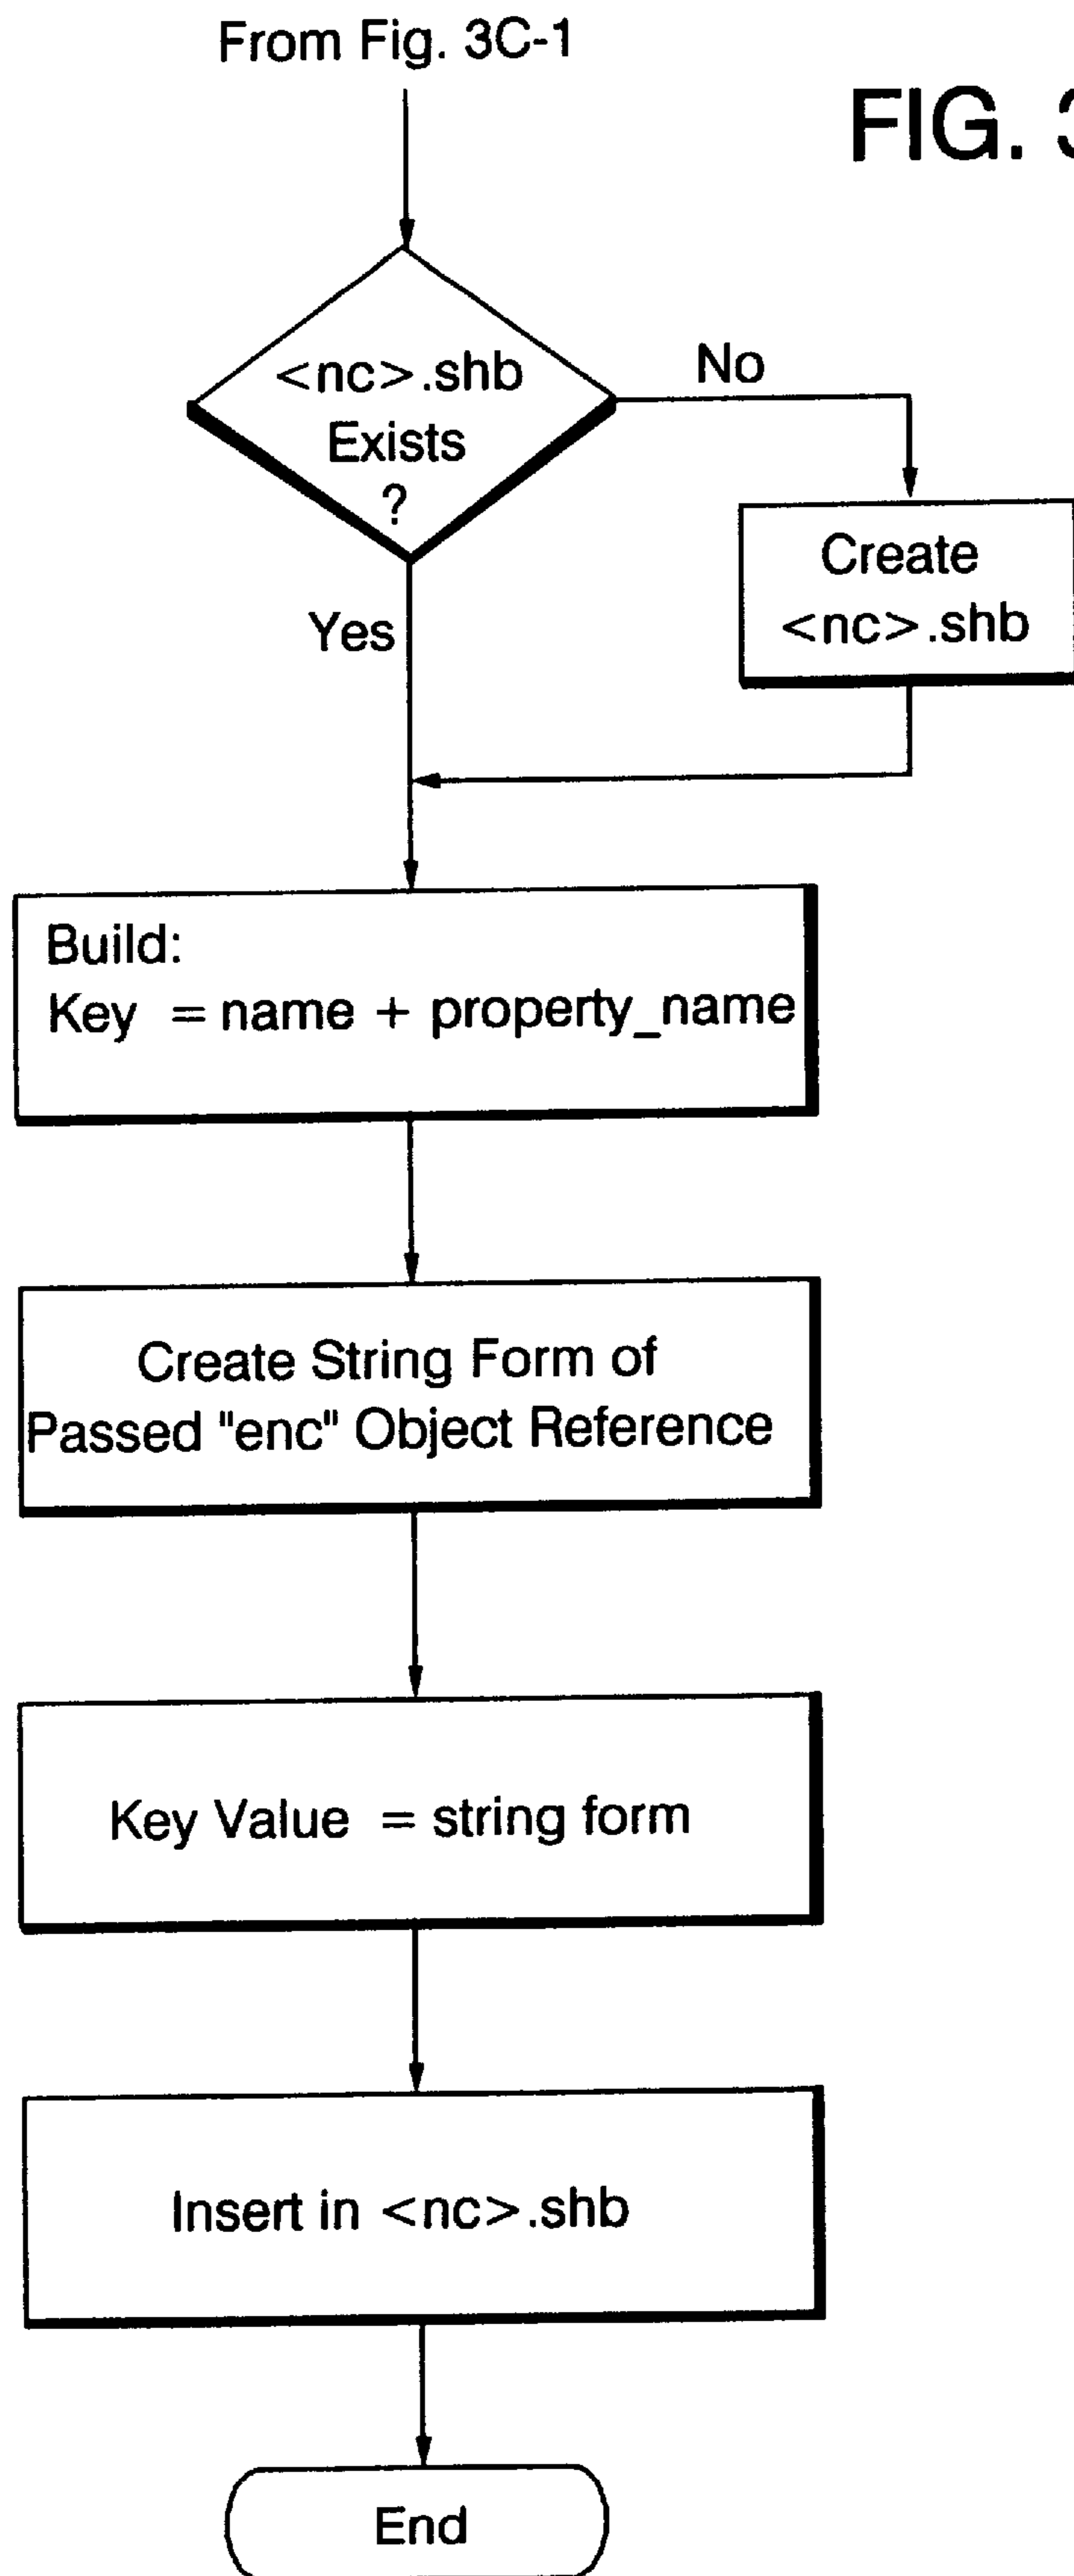 From Fig. 3C-1
FIG.
<nc>.shb
Exists
?
No
Create
<nc>.shb
Yes
Build:
Key = name + property_name
Create String Form of
Passed "enc" Object Reference
Key Value = string form
Insert in <nc>.shb
End